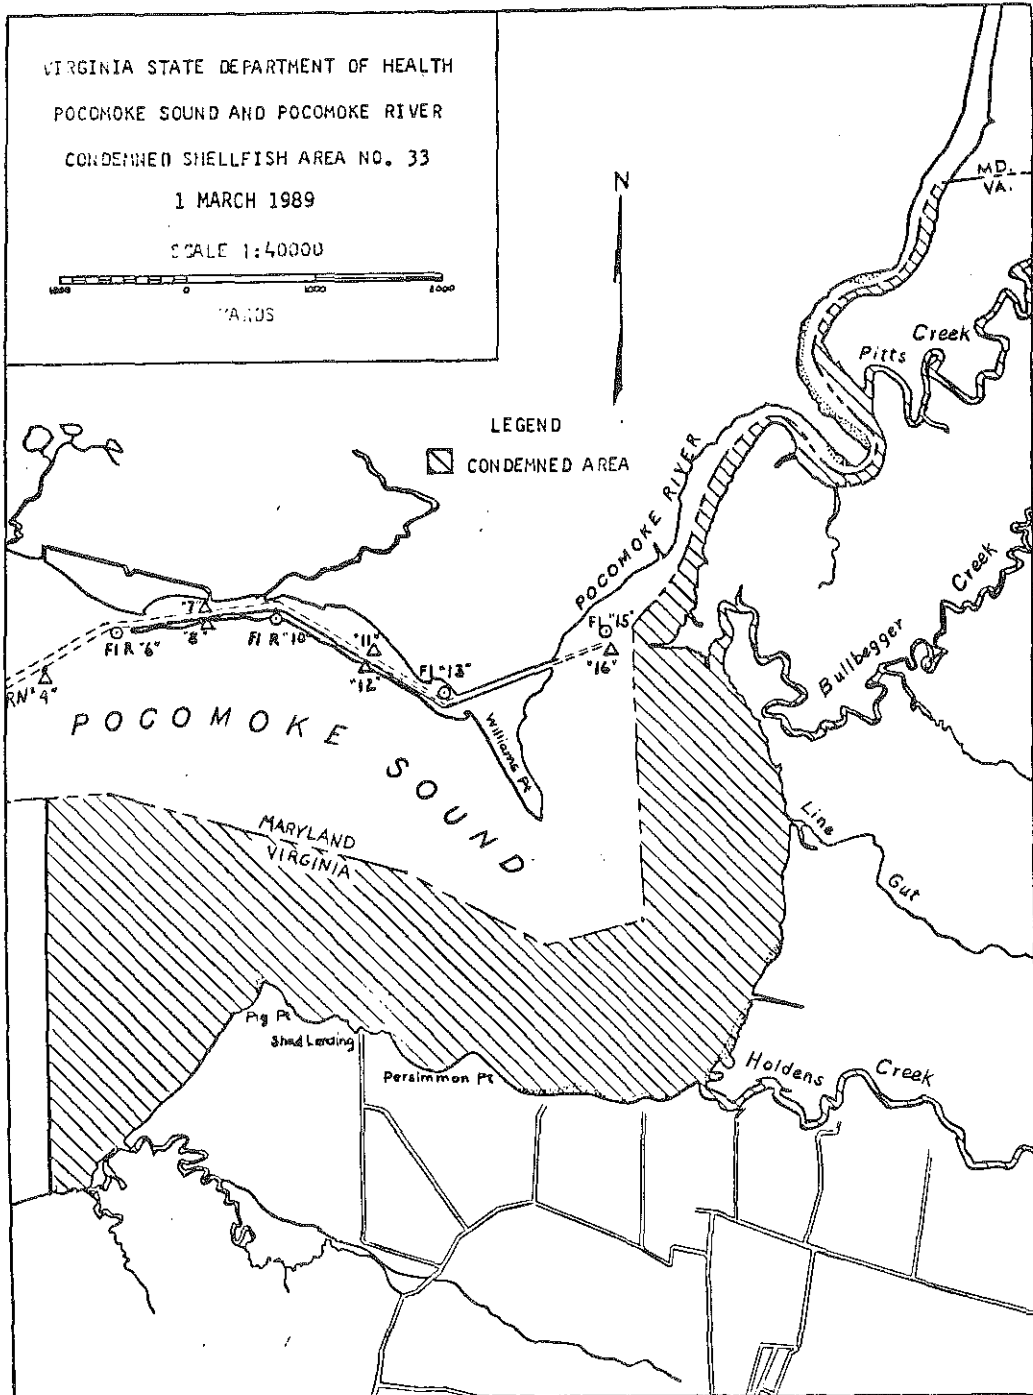 VIRGINIA STATE DEPARTMENT OF HEALTH
POCOMOKE SOUND AND POCOMOKE RIVER
CONDEMNED SHELLFISH AREA NO. 33
1 MARCH 1989
SCALE 1:40000
1000 0 1000 2000
YARDS
N
MD.
VA.
Pitts Creek
LEGEND
CONDEMNED AREA
POCOMOKE RIVER
Bullbegger Creek
"7"
"8"
Fl R "6"
Fl R "10"
"11"
"12"
Fl "13"
Fl "15"
"16"
RN "4"
POCOMOKE SOUND
Williams Pt
MARYLAND
VIRGINIA
Line Gut
Pig Pt
Shad Landing
Persimmon Pt
Holdens Creek